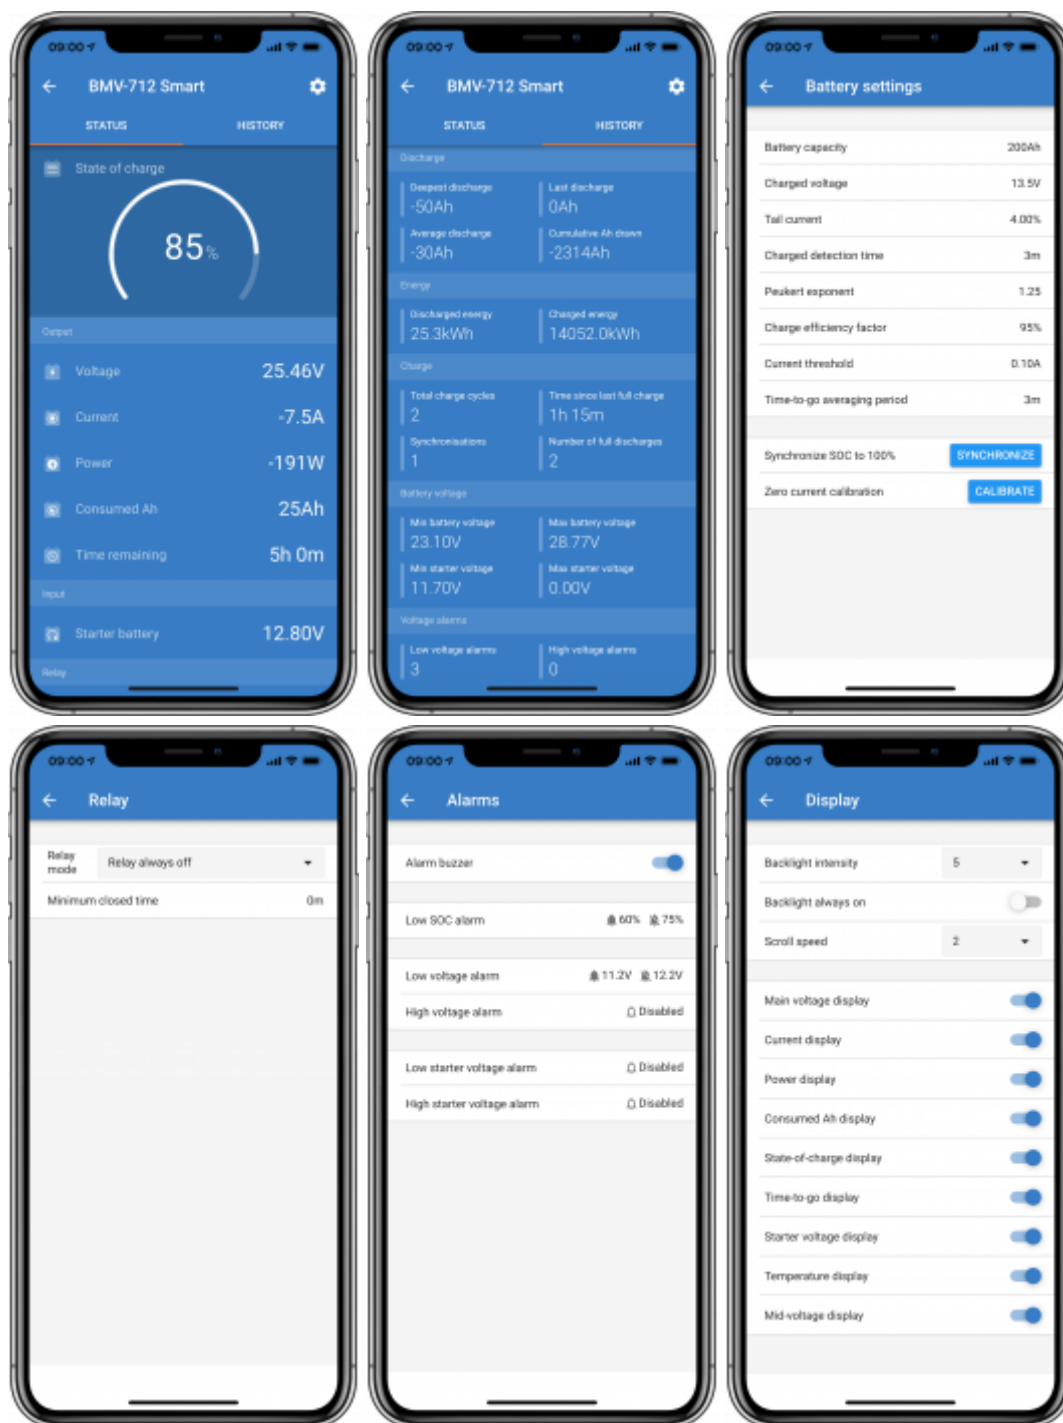 09:00
BMV-712 Smart
STATUS HISTORY
State of charge
85%
Output
Voltage 25.46V
Current -7.5A
Power -191W
Consumed Ah 25Ah
Time remaining 5h 0m
Input
Starter battery 12.80V
Relay
09:00
BMV-712 Smart
STATUS HISTORY
Discharge
Deepest discharge Last discharge
-50Ah 0Ah
Average discharge Cumulative Ah drawn
-30Ah -2314Ah
Energy
Discharged energy Charged energy
25.3kWh 14052.0kWh
Charge
Total charge cycles Time since last full charge
2 1h 15m
Synchronisations Number of full discharges
1 2
Battery voltage
Min battery voltage Max battery voltage
23.10V 28.77V
Min starter voltage Max starter voltage
11.70V 0.00V
Voltage alarms
Low voltage alarms High voltage alarms
3 0
09:00
Battery settings
Battery capacity 200Ah
Charged voltage 13.5V
Tail current 4.00%
Charged detection time 3m
Peukert exponent 1.25
Charge efficiency factor 95%
Current threshold 0.10A
Time-to-go averaging period 3m
Synchronize SOC to 100% SYNCHRONIZE
Zero current calibration CALIBRATE
09:00
Relay
Relay mode Relay always off
Minimum closed time 0m
09:00
Alarms
Alarm buzzer
Low SOC alarm 60% 75%
Low voltage alarm 11.2V 12.2V
High voltage alarm Disabled
Low starter voltage alarm Disabled
High starter voltage alarm Disabled
09:00
Display
Backlight intensity 5
Backlight always on
Scroll speed 2
Main voltage display
Current display
Power display
Consumed Ah display
State-of-charge display
Time-to-go display
Starter voltage display
Temperature display
Mid-voltage display